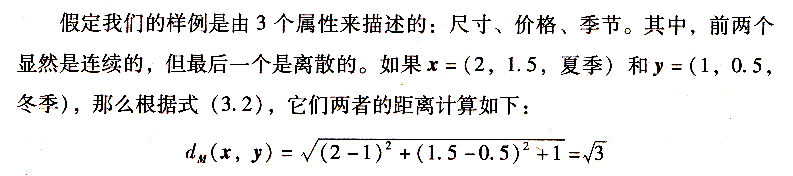 假定我们的样例是由 3 个属性来描述的：尺寸、价格、季节。其中，前两个
显然是连续的，但最后一个是离散的。如果 x = (2, 1.5, 夏季) 和 y = (1, 0.5,
冬季)，那么根据式 (3.2)，它们两者的距离计算如下：
d_M(x, y) = √((2-1)² + (1.5-0.5)² + 1) = √3